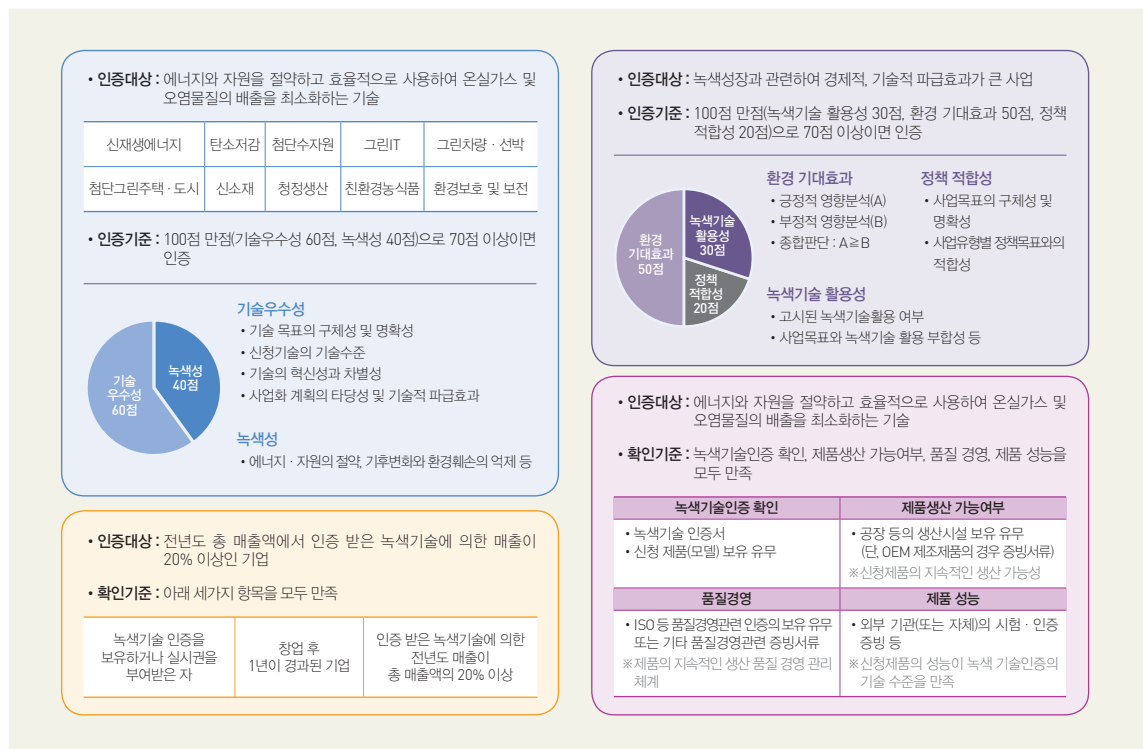 • 인증대상 : 에너지와 자원을 절약하고 효율적으로 사용하여 온실가스 및
오염물질의 배출을 최소화하는 기술
신재생에너지 탄소저감 첨단수자원 그린IT 그린차량 · 선박
첨단그린주택 · 도시 신소재 청정생산 친환경농식품 환경보호 및 보전
• 인증기준 : 100점 만점(기술우수성 60점, 녹색성 40점)으로 70점 이상이면
인증
기술
우수성
60점
녹색성
40점
기술우수성
• 기술 목표의 구체성 및 명확성
• 신청기술의 기술수준
• 기술의 혁신성과 차별성
• 사업화 계획의 타당성 및 기술적 파급효과
녹색성
• 에너지 · 자원의 절약, 기후변화와 환경훼손의 억제 등
• 인증대상 : 전년도 총 매출액에서 인증 받은 녹색기술에 의한 매출이
20% 이상인 기업
• 확인기준 : 아래 세가지 항목을 모두 만족
녹색기술 인증을
보유하거나 실시권을
부여받은 자
창업 후
1년이 경과된 기업
인증 받은 녹색기술에 의한
전년도 매출이
총 매출액의 20% 이상
• 인증대상 : 녹색성장과 관련하여 경제적, 기술적 파급효과가 큰 사업
• 인증기준 : 100점 만점(녹색기술 활용성 30점, 환경 기대효과 50점, 정책
적합성 20점)으로 70점 이상이면 인증
환경
기대효과
50점
녹색기술
활용성
30점
정책
적합성
20점
환경 기대효과
• 긍정적 영향분석(A)
• 부정적 영향분석(B)
• 종합판단 : A≧B
정책 적합성
• 사업목표의 구체성 및
명확성
• 사업유형별 정책목표와의
적합성
녹색기술 활용성
• 고시된 녹색기술활용 여부
• 사업목표와 녹색기술 활용 부합성 등
• 인증대상 : 에너지와 자원을 절약하고 효율적으로 사용하여 온실가스 및
오염물질의 배출을 최소화하는 기술
• 확인기준 : 녹색기술인증 확인, 제품생산 가능여부, 품질 경영, 제품 성능을
모두 만족
녹색기술인증 확인
• 녹색기술 인증서
• 신청 제품(모델) 보유 유무
제품생산 가능여부
• 공장 등의 생산시설 보유 유무
(단, OEM 제조제품의 경우 증빙서류)
※신청제품의 지속적인 생산 가능성
품질경영
• ISO 등 품질경영관련 인증의 보유 유무
또는 기타 품질경영관련 증빙서류
※제품의 지속적인 생산 품질 경영 관리
체계
제품 성능
• 외부 기관(또는 자체)의 시험 · 인증
증빙 등
※신청제품의 성능이 녹색 기술인증의
기술 수준을 만족